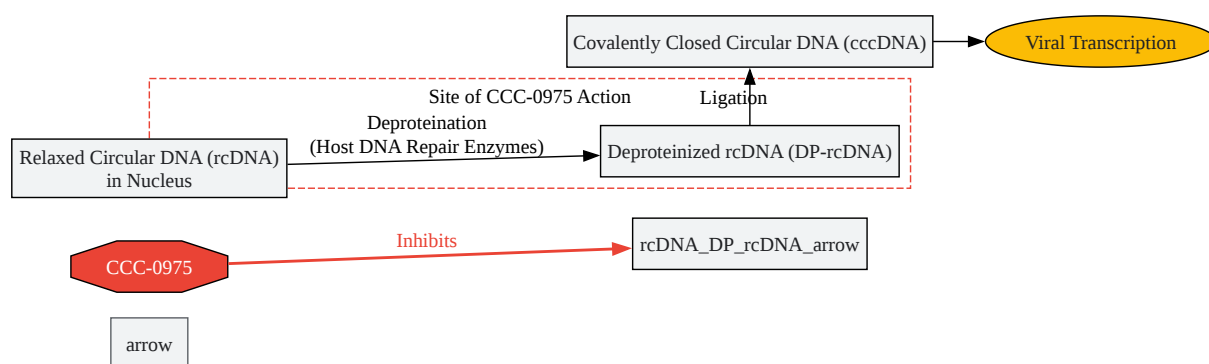 Covalently Closed Circular DNA (cccDNA)
Viral Transcription
Site of CCC-0975 Action
Ligation
Deproteination
(Host DNA Repair Enzymes)
Relaxed Circular DNA (rcDNA)
in Nucleus
Deproteinized rcDNA (DP-rcDNA)
Inhibits
rcDNA_DP_rcDNA_arrow
CCC-0975
arrow